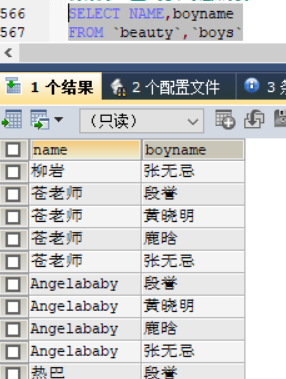 566 SELECT NAME,boyname
567 FROM `beauty`,`boys`
1 个结果 2 个配置文件 3
(只读)
name boyname
柳岩 张无忌
苍老师 段誉
苍老师 黄晓明
苍老师 鹿晗
苍老师 张无忌
Angelababy 段誉
Angelababy 黄晓明
Angelababy 鹿晗
Angelababy 张无忌
热巴 段誉